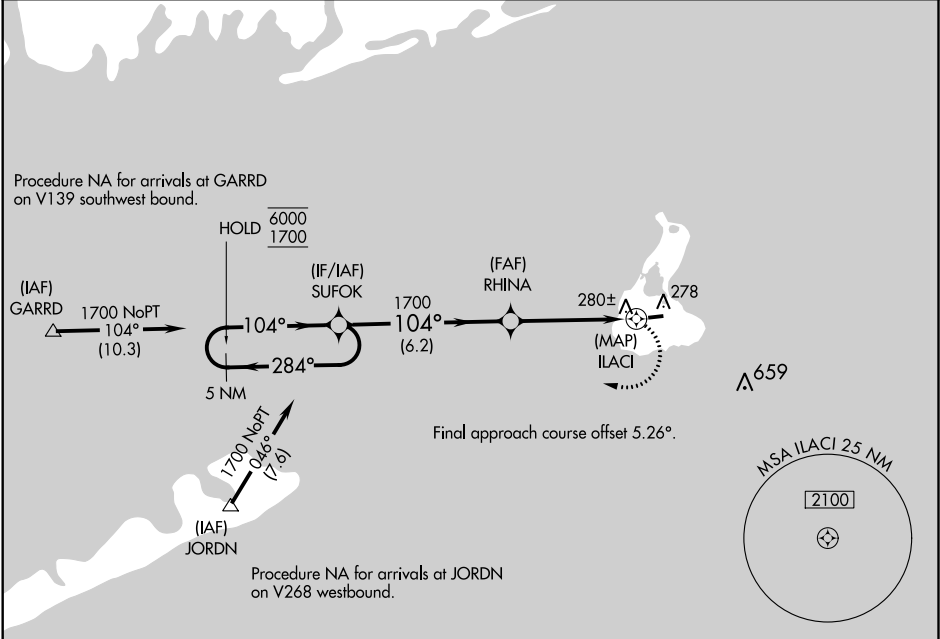 Procedure NA for arrivals at GARRD
on V139 southwest bound.
HOLD
6000
1700
(IAF)
GARRD
1700 NoPT
104°
(10.3)
(IF/IAF)
SUFOK
104°
284°
5 NM
1700
104°
(6.2)
(FAF)
RHINA
280±
278
(MAP)
ILACI
659
1700 NoPT
046°
(7.6)
(IAF)
JORDN
Final approach course offset 5.26°.
Procedure NA for arrivals at JORDN
on V268 westbound.
MSA ILACI 25 NM
2100